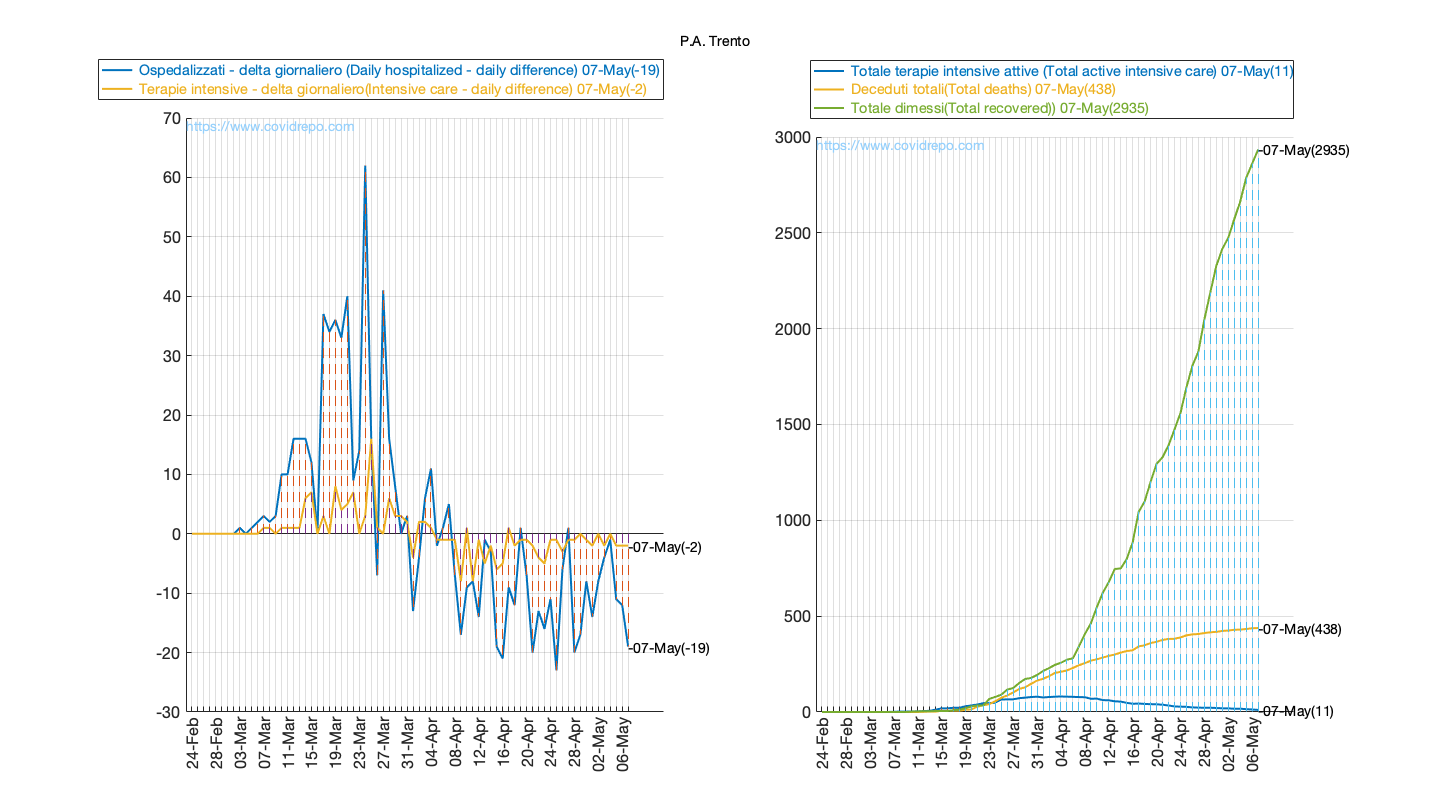 P.A. Trento
Ospedalizzati - delta giornaliero (Daily hospitalized - daily difference) 07-May(-19)
Terapie intensive - delta giornaliero(Intensive care - daily difference) 07-May(-2)
https://www.covidrepo.com
70
60
50
40
30
20
10
0
-10
-20
-30
-07-May(-2)
-07-May(-19)
24-Feb
28-Feb
03-Mar
07-Mar
11-Mar
15-Mar
19-Mar
23-Mar
27-Mar
31-Mar
04-Apr
08-Apr
12-Apr
16-Apr
20-Apr
24-Apr
28-Apr
02-May
06-May
Totale terapie intensive attive (Total active intensive care) 07-May(11)
Deceduti totali(Total deaths) 07-May(438)
Totale dimessi(Total recovered)) 07-May(2935)
https://www.covidrepo.com
3000
2500
2000
1500
1000
500
0
-07-May(2935)
-07-May(438)
-07-May(11)
24-Feb
28-Feb
03-Mar
07-Mar
11-Mar
15-Mar
19-Mar
23-Mar
27-Mar
31-Mar
04-Apr
08-Apr
12-Apr
16-Apr
20-Apr
24-Apr
28-Apr
02-May
06-May